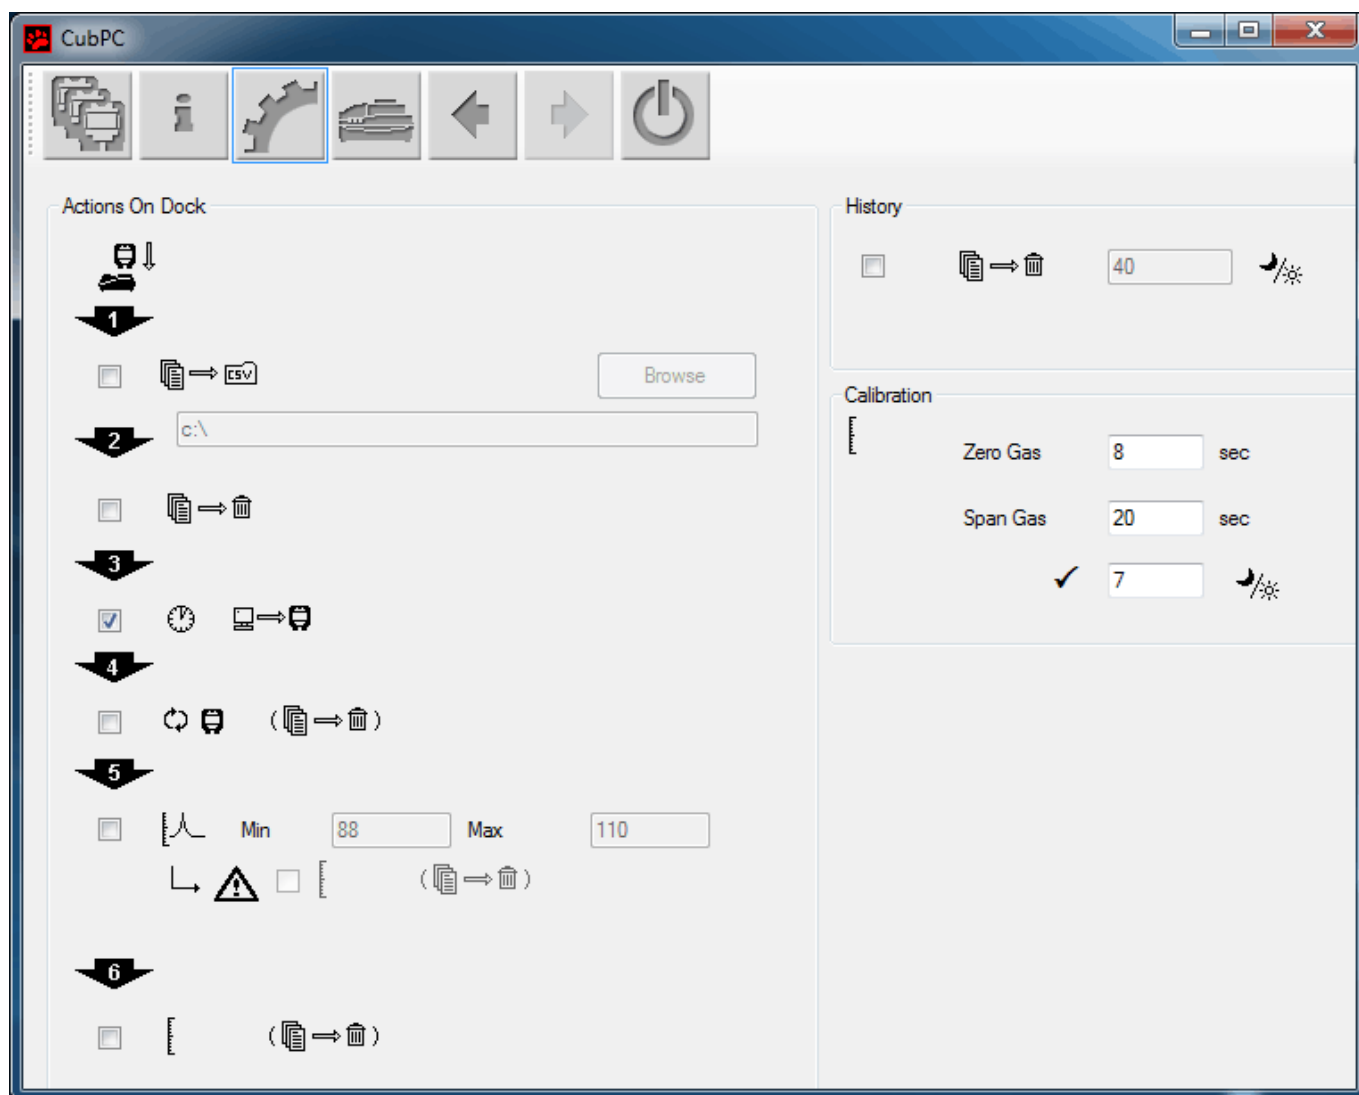 CubPC
Actions On Dock
1
CSV
Browse
2
c:\
3
4
( )
5
Min 88 Max 110
( )
6
( )
History
40
Calibration
Zero Gas 8 sec
Span Gas 20 sec
7